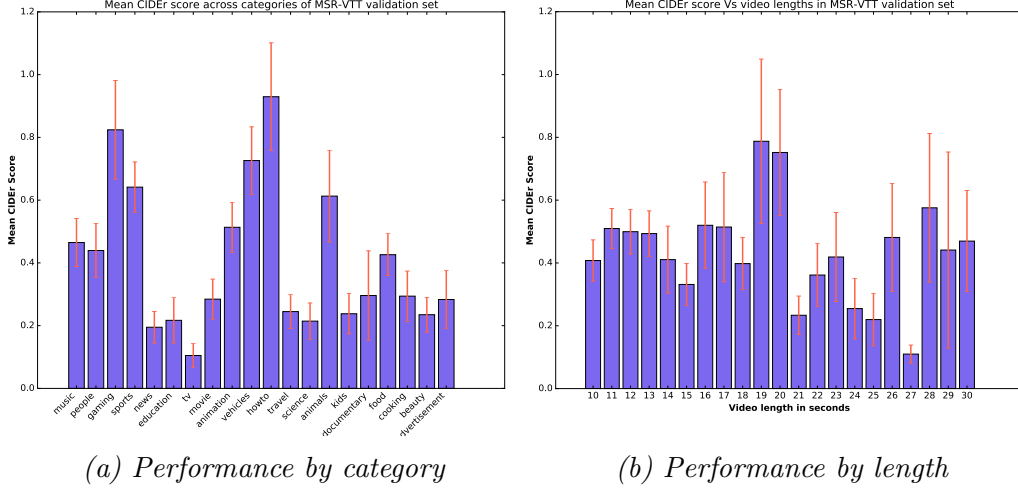 Mean CIDEr score across categories of MSR-VTT validation set
1.2
1.0
0.8
0.6
0.4
0.2
0.0
Mean CIDEr Score
music
people
gaming
sports
news
education
tv
movie
animation
vehicles
howto
travel
science
animals
kids
documentary
food
cooking
beauty
dvertisement
(a) Performance by category
Mean CIDEr score Vs video lengths in MSR-VTT validation set
1.2
1.0
0.8
0.6
0.4
0.2
0.0
Mean CIDEr Score
10 11 12 13 14 15 16 17 18 19 20 21 22 23 24 25 26 27 28 29 30
Video length in seconds
(b) Performance by length